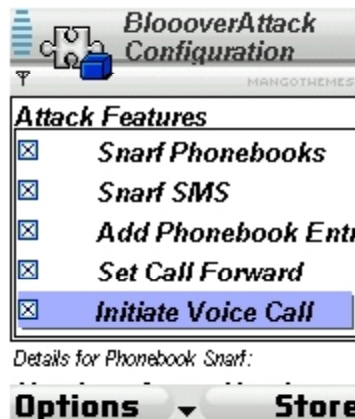 BloooverAttack
Configuration
MANGOTHEMES
Attack Features
Snarf Phonebooks
Snarf SMS
Add Phonebook Entr
Set Call Forward
Initiate Voice Call
Details for Phonebook Snarf:
Options
Store